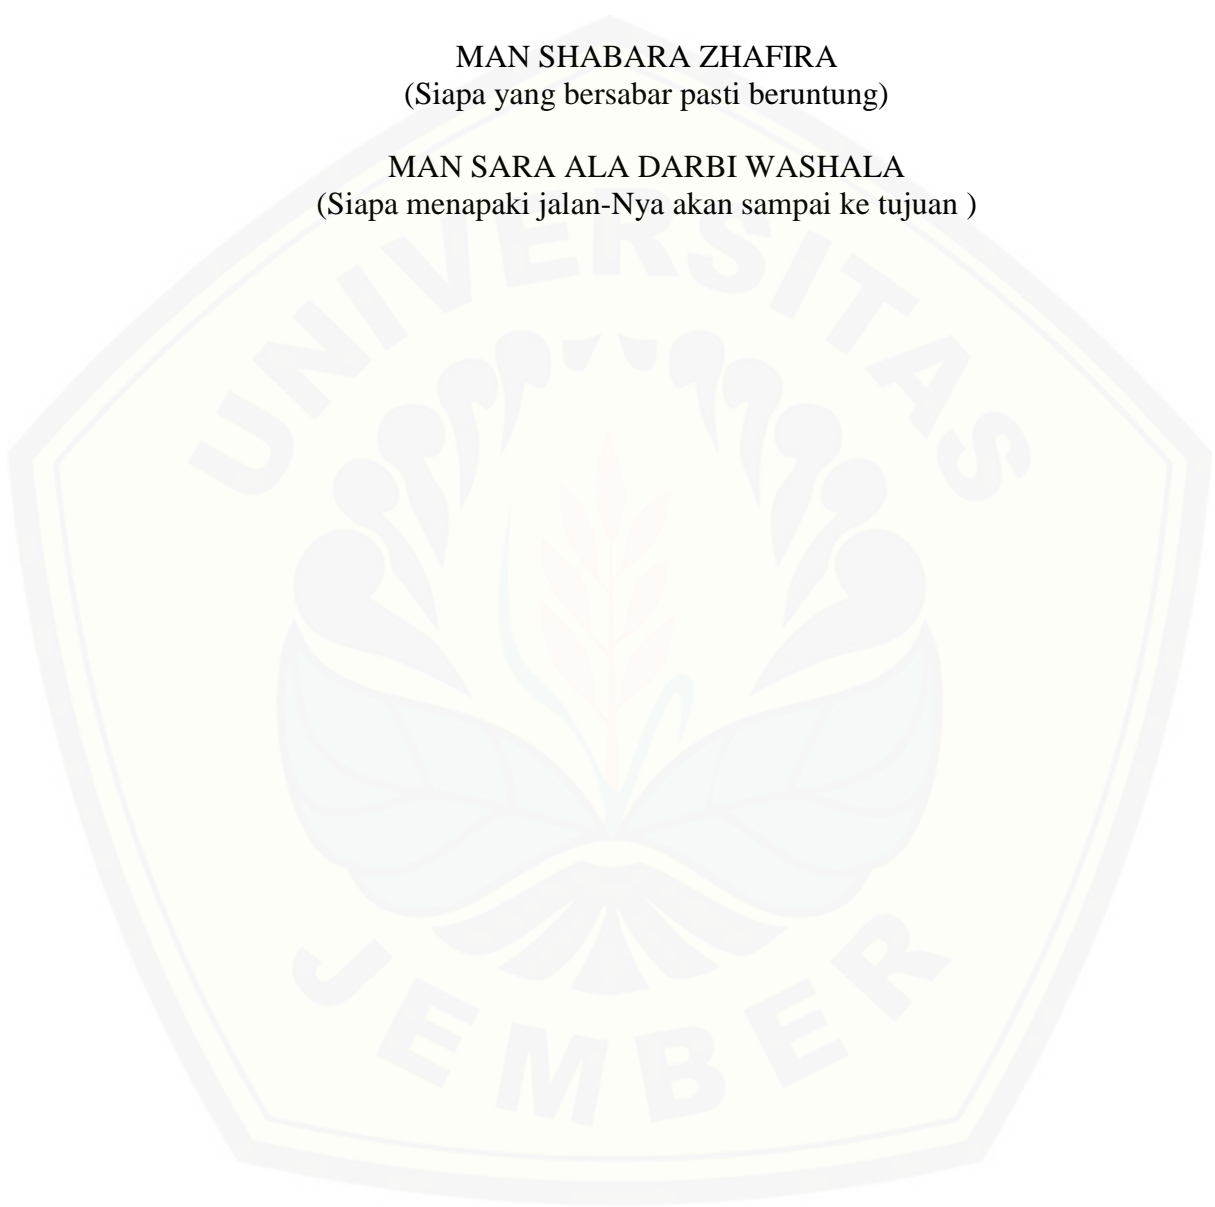 MAN SHABARA ZHAFIRA
(Siapa yang bersabar pasti beruntung)
MAN SARA ALA DARBI WASHALA
(Siapa menapaki jalan-Nya akan sampai ke tujuan )
UNIVERSITAS
JEMBER